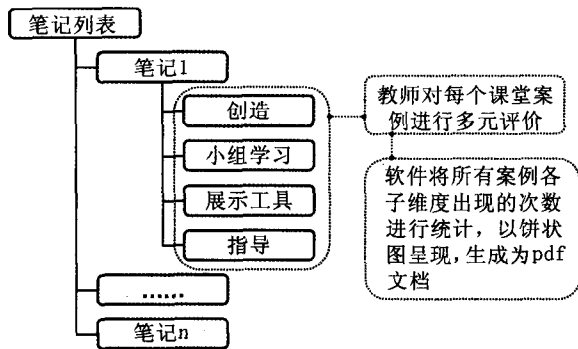 笔记列表
笔记1
创造
小组学习
展示工具
指导
......
笔记n
教师对每个课堂案
例进行多元评价
软件将所有案例各
子维度出现的次数
进行统计，以饼状
图呈现,生成为pdf
文档